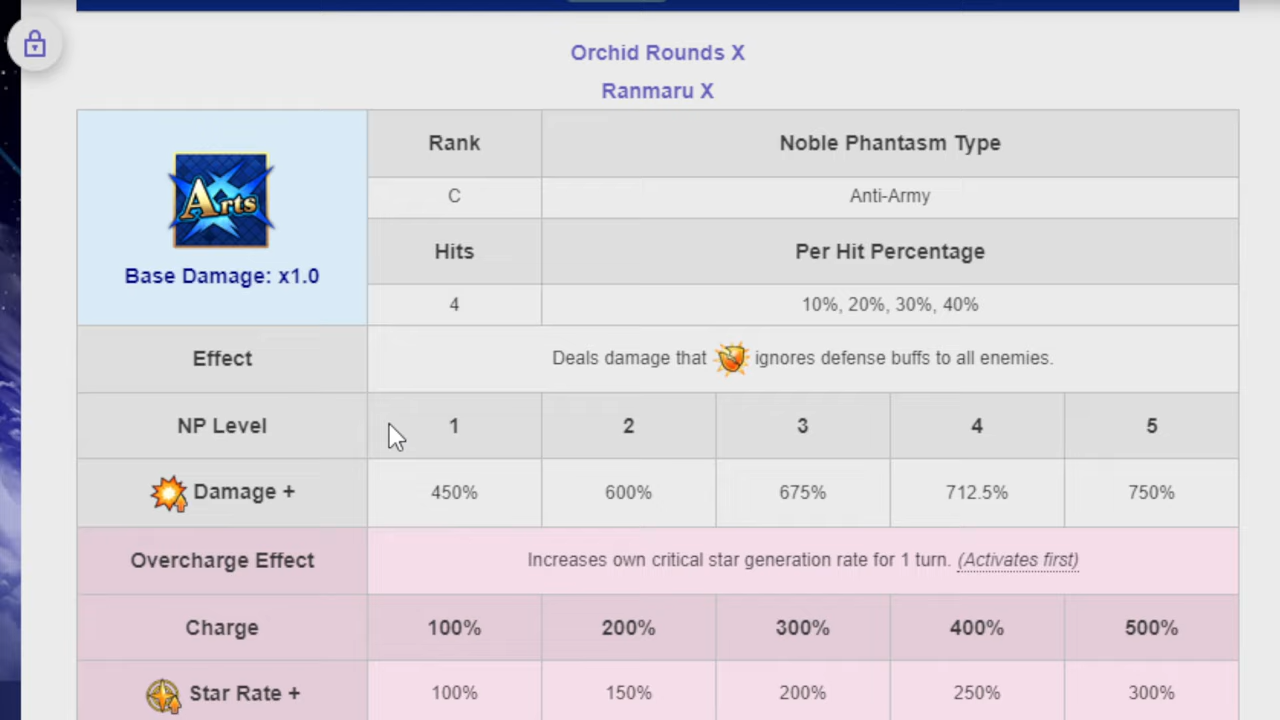 Orchid Rounds X
Ranmaru X
Arts
Base Damage: x1.0
Rank
Noble Phantasm Type
C
Anti-Army
Hits
Per Hit Percentage
4
10%, 20%, 30%, 40%
Effect
Deals damage that ignores defense buffs to all enemies.
NP Level
1
2
3
4
5
Damage +
450%
600%
675%
712.5%
750%
Overcharge Effect
Increases own critical star generation rate for 1 turn. (Activates first)
Charge
100%
200%
300%
400%
500%
Star Rate +
100%
150%
200%
250%
300%